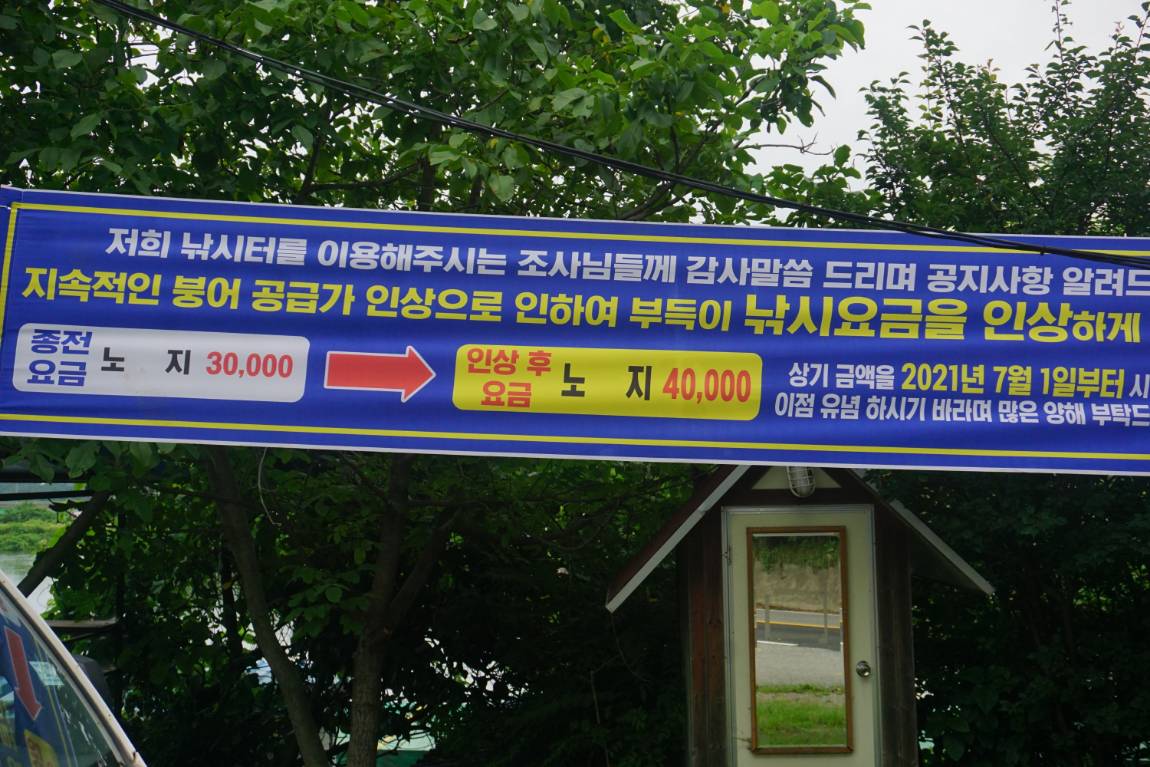 저희 낚시터를 이용해주시는 조사님들께 감사말씀 드리며 공지사항 알려드
지속적인 붕어 공급가 인상으로 인하여 부득이 낚시요금을 인상하게
종전 요금 노 지 30,000
인상 후 요금 노 지 40,000
상기 금액을 2021년 7월 1일부터 시
이점 유념 하시기 바라며 많은 양해 부탁드